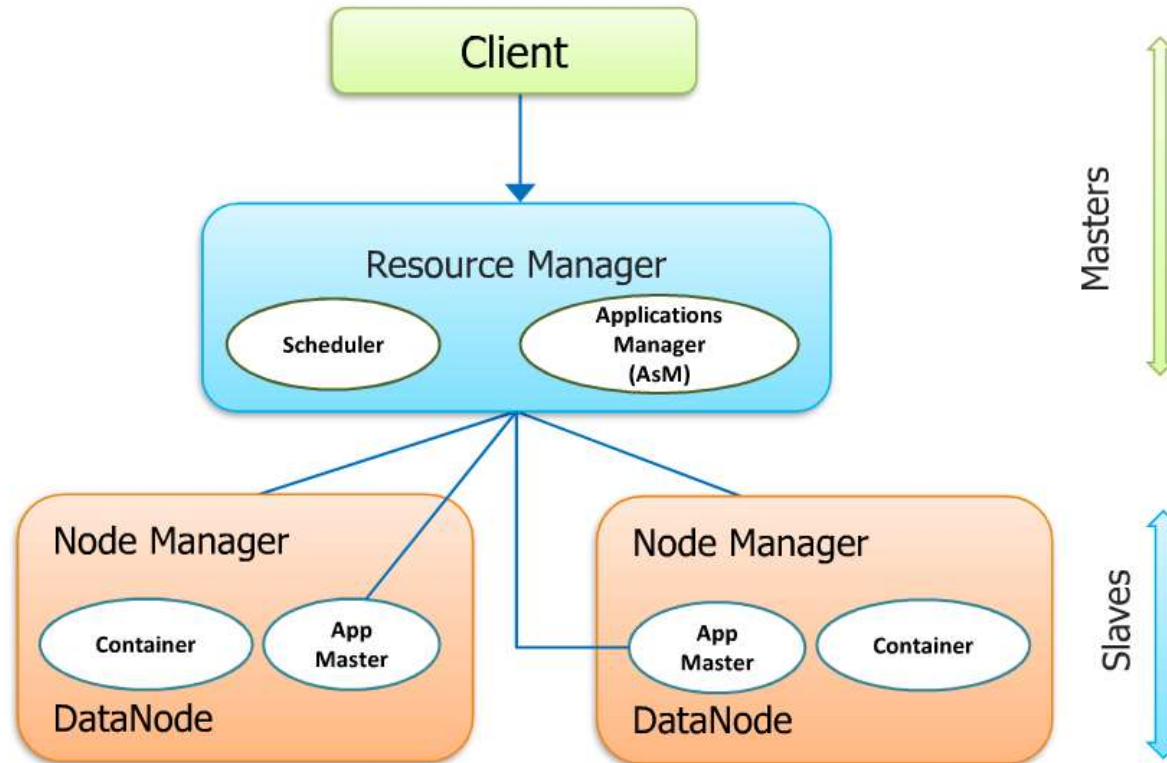 Client
Masters
Resource Manager
Scheduler
Applications
Manager
(AsM)
Node Manager
Container
App
Master
DataNode
Node Manager
App
Master
Container
DataNode
Slaves